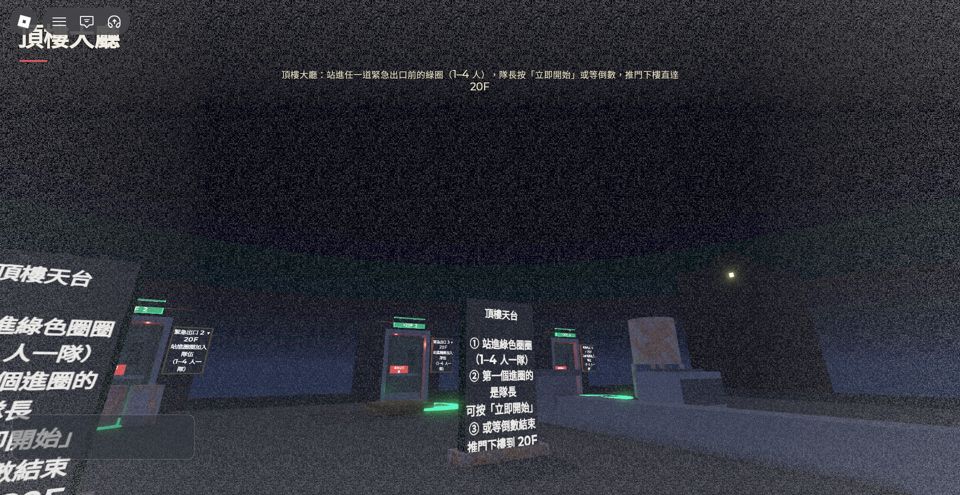 頂樓大廳
頂樓大廳：站進任一道緊急出口前的綠圈（1–4 人），隊長按「立即開始」或等倒數，推門下樓直達
20F
頂樓天台
進綠色圈圈
人一隊）
個進圈的
隊長
即開始」
數結束
緊急出口 2
20F
站進圈圈加入
隊伍
（1–4 人一
隊）
頂樓天台
① 站進綠色圈圈
（1–4 人一隊）
② 第一個進圈的
是隊長
可按「立即開始」
③ 或等倒數結束
推門下樓到 20F